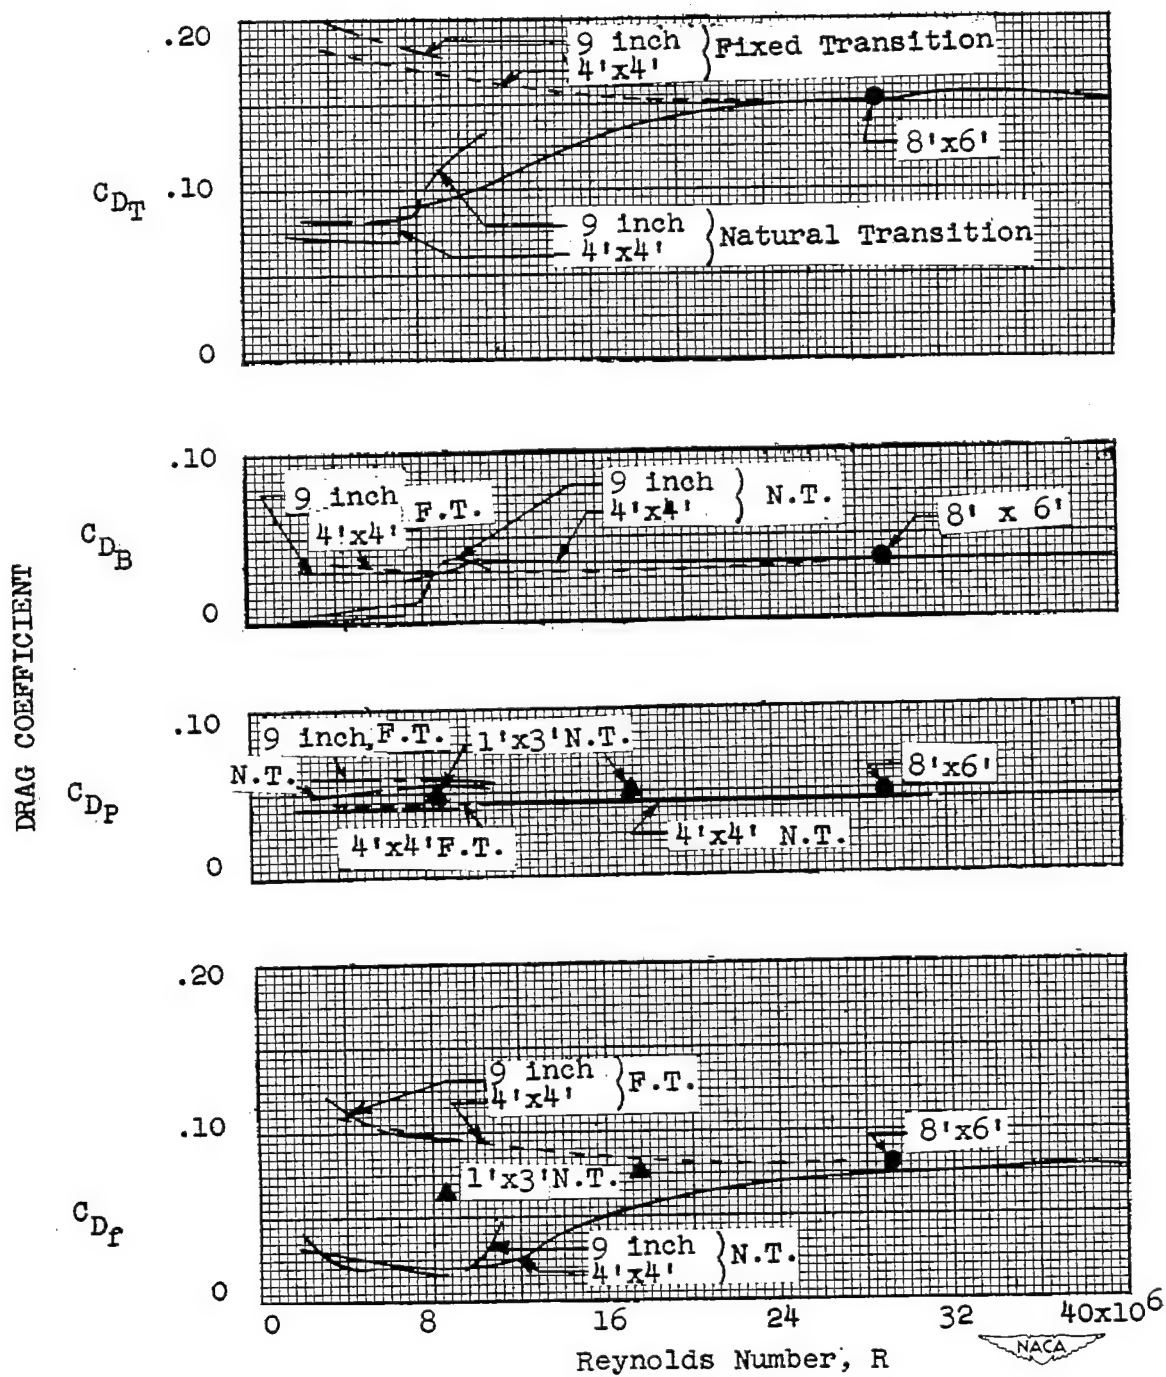 .20
9 inch
4'x4'
Fixed Transition
8'x6'
.10
C_DT
9 inch
4'x4'
Natural Transition
0
.10
9 inch
4'x4'
F.T.
9 inch
4'x4'
N.T.
8' x 6'
C_DB
0
DRAG COEFFICIENT
.10
9 inch, F.T.
1'x3'N.T.
8'x6'
N.T.
C_DP
4'x4'F.T.
4'x4' N.T.
0
.20
9 inch
4'x4'
F.T.
.10
8'x6'
1'x3'N.T.
C_Df
9 inch
4'x4'
N.T.
0
0 8 16 24 32 40x10^6
Reynolds Number, R
NACA